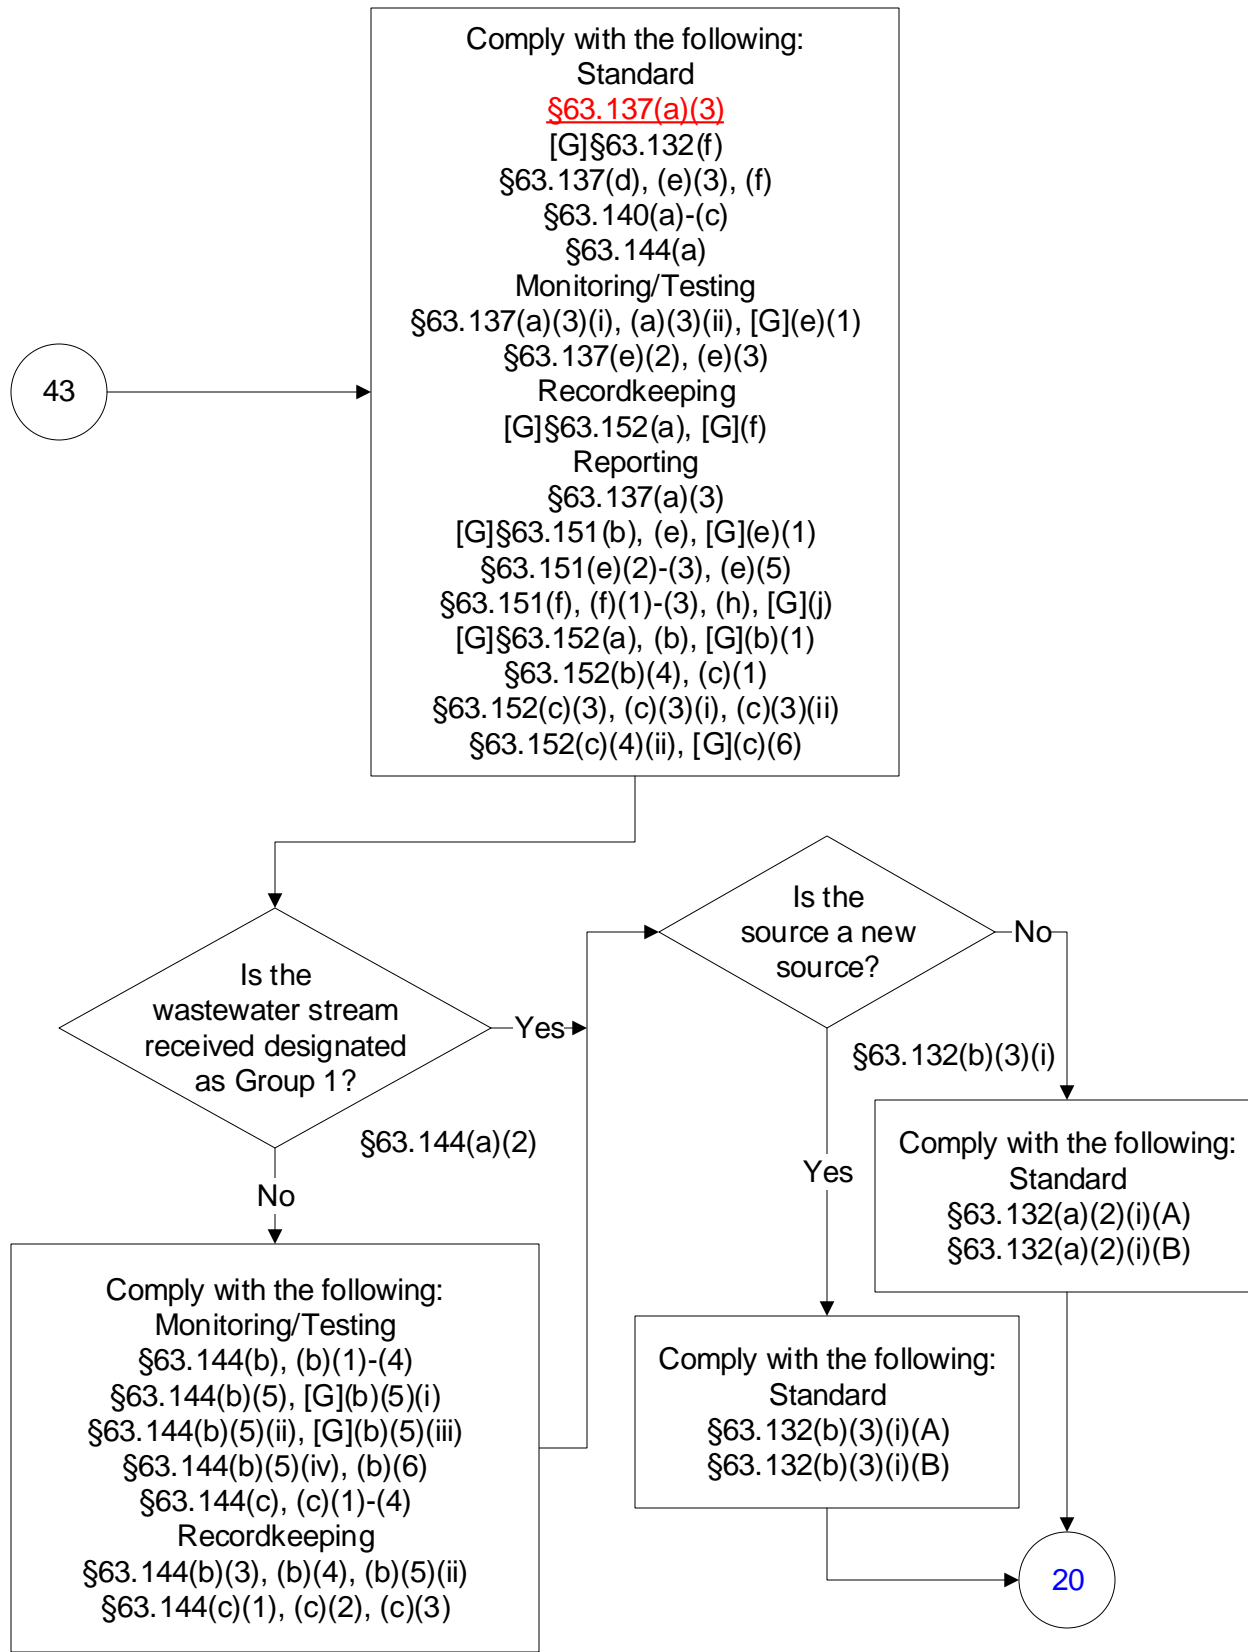 Comply with the following:
Standard
§63.137(a)(3)
[G]§63.132(f)
§63.137(d), (e)(3), (f)
§63.140(a)-(c)
§63.144(a)
Monitoring/Testing
§63.137(a)(3)(i), (a)(3)(ii), [G](e)(1)
§63.137(e)(2), (e)(3)
Recordkeeping
[G]§63.152(a), [G](f)
Reporting
§63.137(a)(3)
[G]§63.151(b), (e), [G](e)(1)
§63.151(e)(2)-(3), (e)(5)
§63.151(f), (f)(1)-(3), (h), [G](j)
[G]§63.152(a), (b), [G](b)(1)
§63.152(b)(4), (c)(1)
§63.152(c)(3), (c)(3)(i), (c)(3)(ii)
§63.152(c)(4)(ii), [G](c)(6)
43
Is the
wastewater stream
received designated
as Group 1?
Yes
§63.144(a)(2)
No
Comply with the following:
Monitoring/Testing
§63.144(b), (b)(1)-(4)
§63.144(b)(5), [G](b)(5)(i)
§63.144(b)(5)(ii), [G](b)(5)(iii)
§63.144(b)(5)(iv), (b)(6)
§63.144(c), (c)(1)-(4)
Recordkeeping
§63.144(b)(3), (b)(4), (b)(5)(ii)
§63.144(c)(1), (c)(2), (c)(3)
Is the
source a new
source?
No
§63.132(b)(3)(i)
Yes
Comply with the following:
Standard
§63.132(a)(2)(i)(A)
§63.132(a)(2)(i)(B)
Comply with the following:
Standard
§63.132(b)(3)(i)(A)
§63.132(b)(3)(i)(B)
20